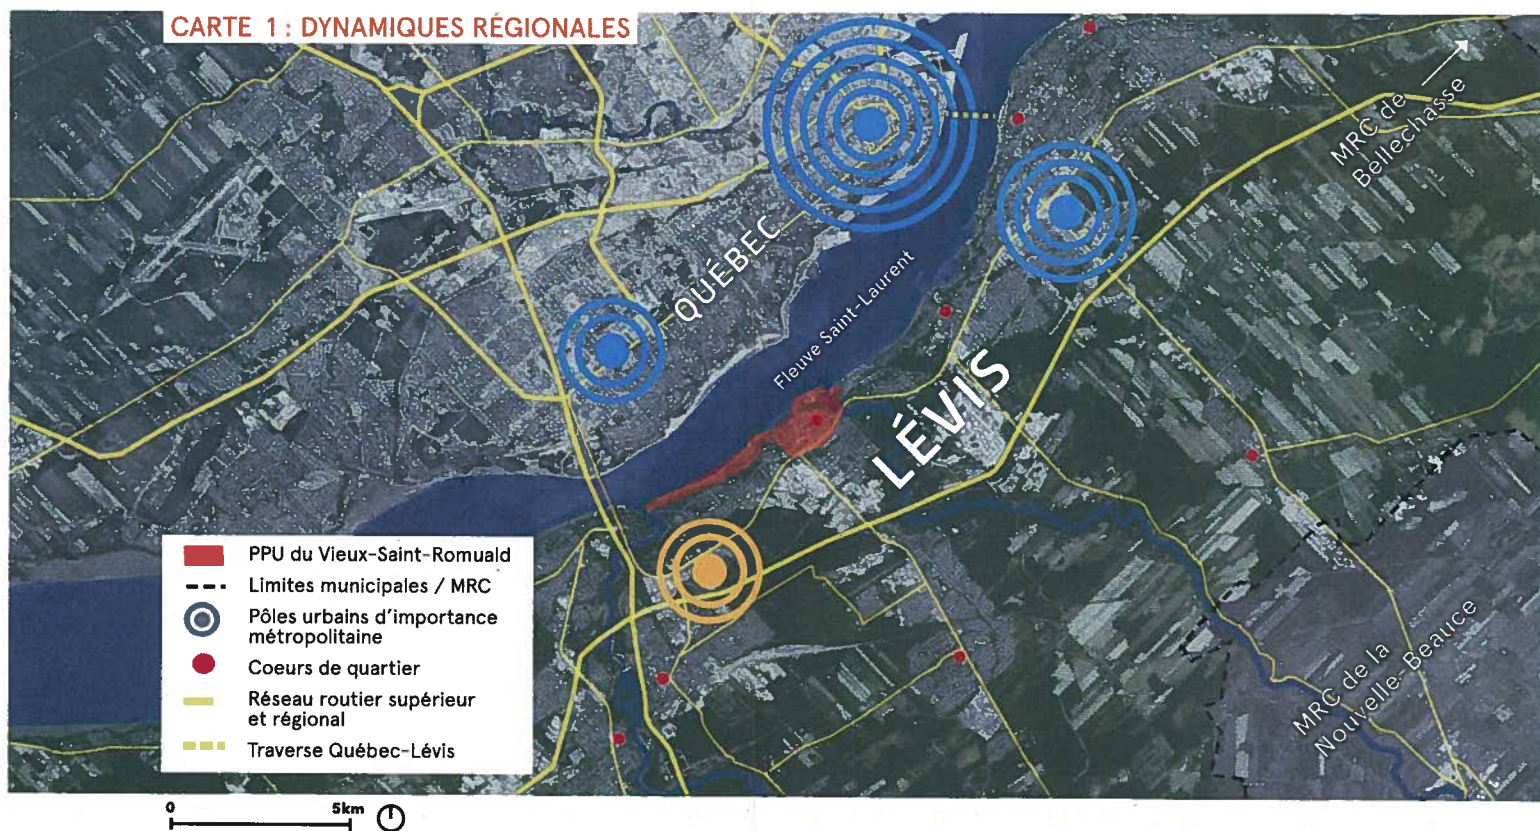 CARTE 1 : DYNAMIQUES RÉGIONALES
MRC de
Bellechasse
QUÉBEC
Fleuve Saint-Laurent
LÉVIS
MRC de la
Nouvelle-Beauce
PPU du Vieux-Saint-Romuald
Limites municipales / MRC
Pôles urbains d'importance
métropolitaine
Coeurs de quartier
Réseau routier supérieur
et régional
Traverse Québec-Lévis
0
5km